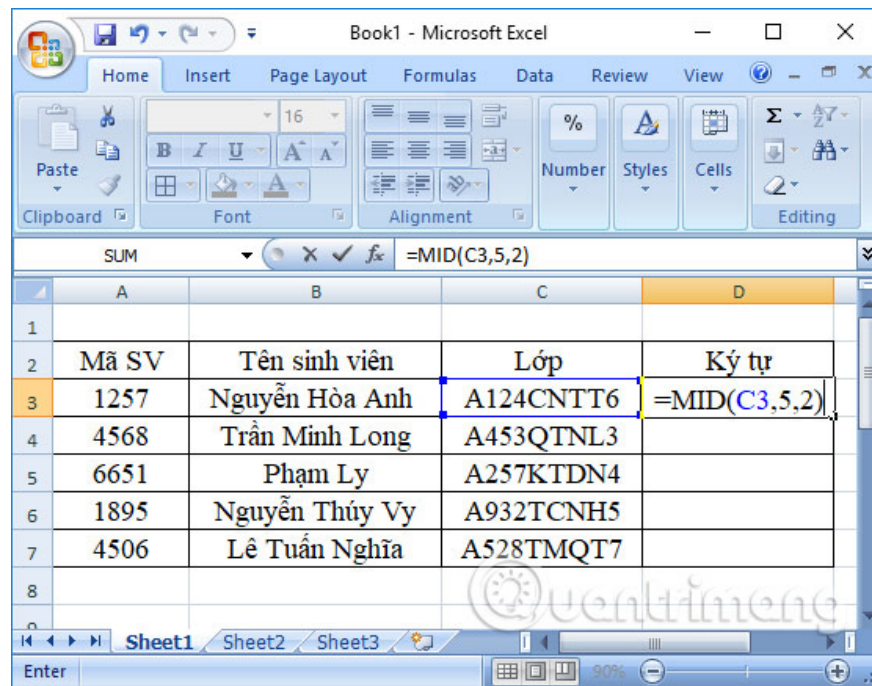 Book1 - Microsoft Excel
Home Insert Page Layout Formulas Data Review View
16
% Σ
B I U A A A A
Paste Number Styles Cells
Clipboard Font Alignment Editing
SUM fx =MID(C3,5,2)
A B C D
1
2 Mã SV Tên sinh viên Lớp Ký tự
3 1257 Nguyễn Hòa Anh A124CNTT6 =MID(C3,5,2)
4 4568 Trần Minh Long A453QTNL3
5 6651 Phạm Ly A257KTDN4
6 1895 Nguyễn Thúy Vy A932TCNH5
7 4506 Lê Tuấn Nghĩa A528TMQT7
8
Quantrimang
Sheet1 Sheet2 Sheet3
Enter 90%